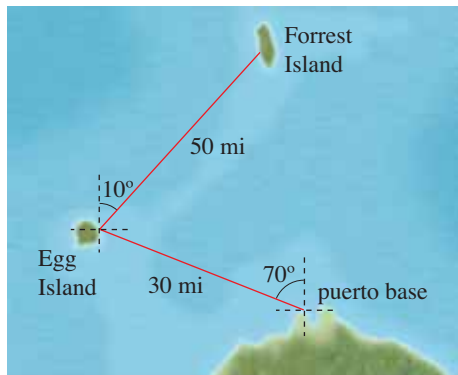 Forrest
Island
50 mi
10º
Egg
Island
30 mi
70º
puerto base